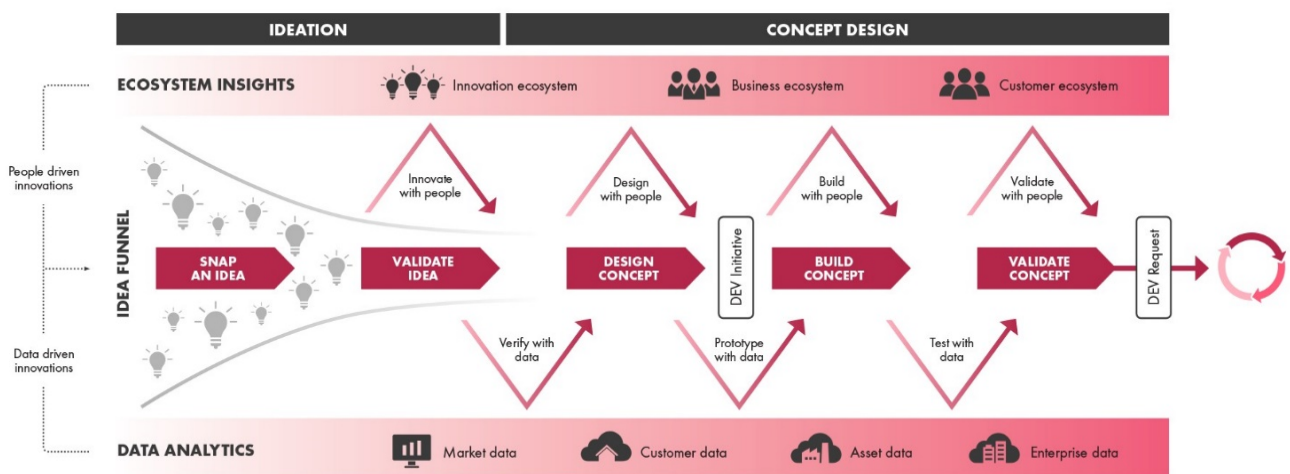 IDEATION
CONCEPT DESIGN
ECOSYSTEM INSIGHTS
Innovation ecosystem
Business ecosystem
Customer ecosystem
People driven
innovations
Data driven
innovations
IDEA FUNNEL
Innovate
with people
Design
with people
Build
with people
Validate
with people
SNAP
AN IDEA
VALIDATE
IDEA
DESIGN
CONCEPT
DEV Initiative
BUILD
CONCEPT
VALIDATE
CONCEPT
DEV Request
Verify with
data
Prototype
with data
Test with
data
DATA ANALYTICS
Market data
Customer data
Asset data
Enterprise data